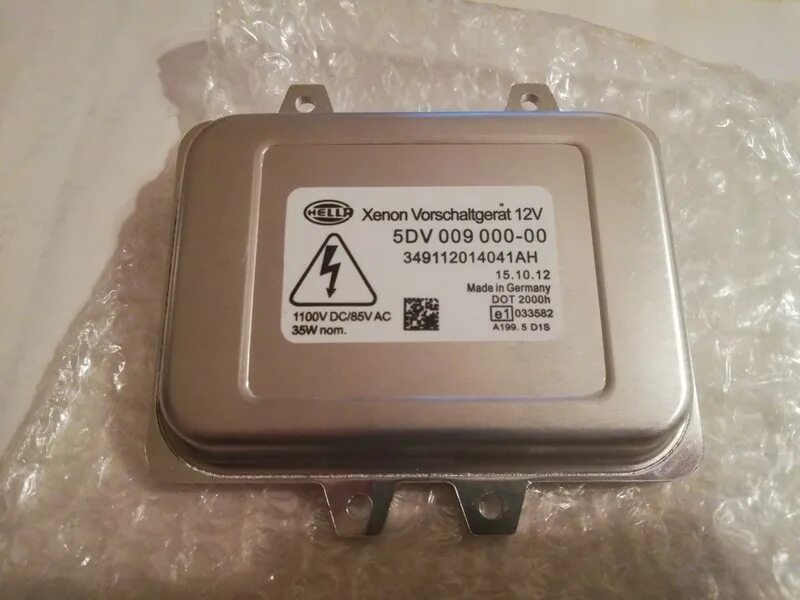 HELLA
Xenon Vorschaltgerät 12V
5DV 009 000-00
349112014041AH
15.10.12
Made in Germany
DOT 2000h
e1 033582
A199. 5 D1S
1100V DC/85V AC
35W nom.